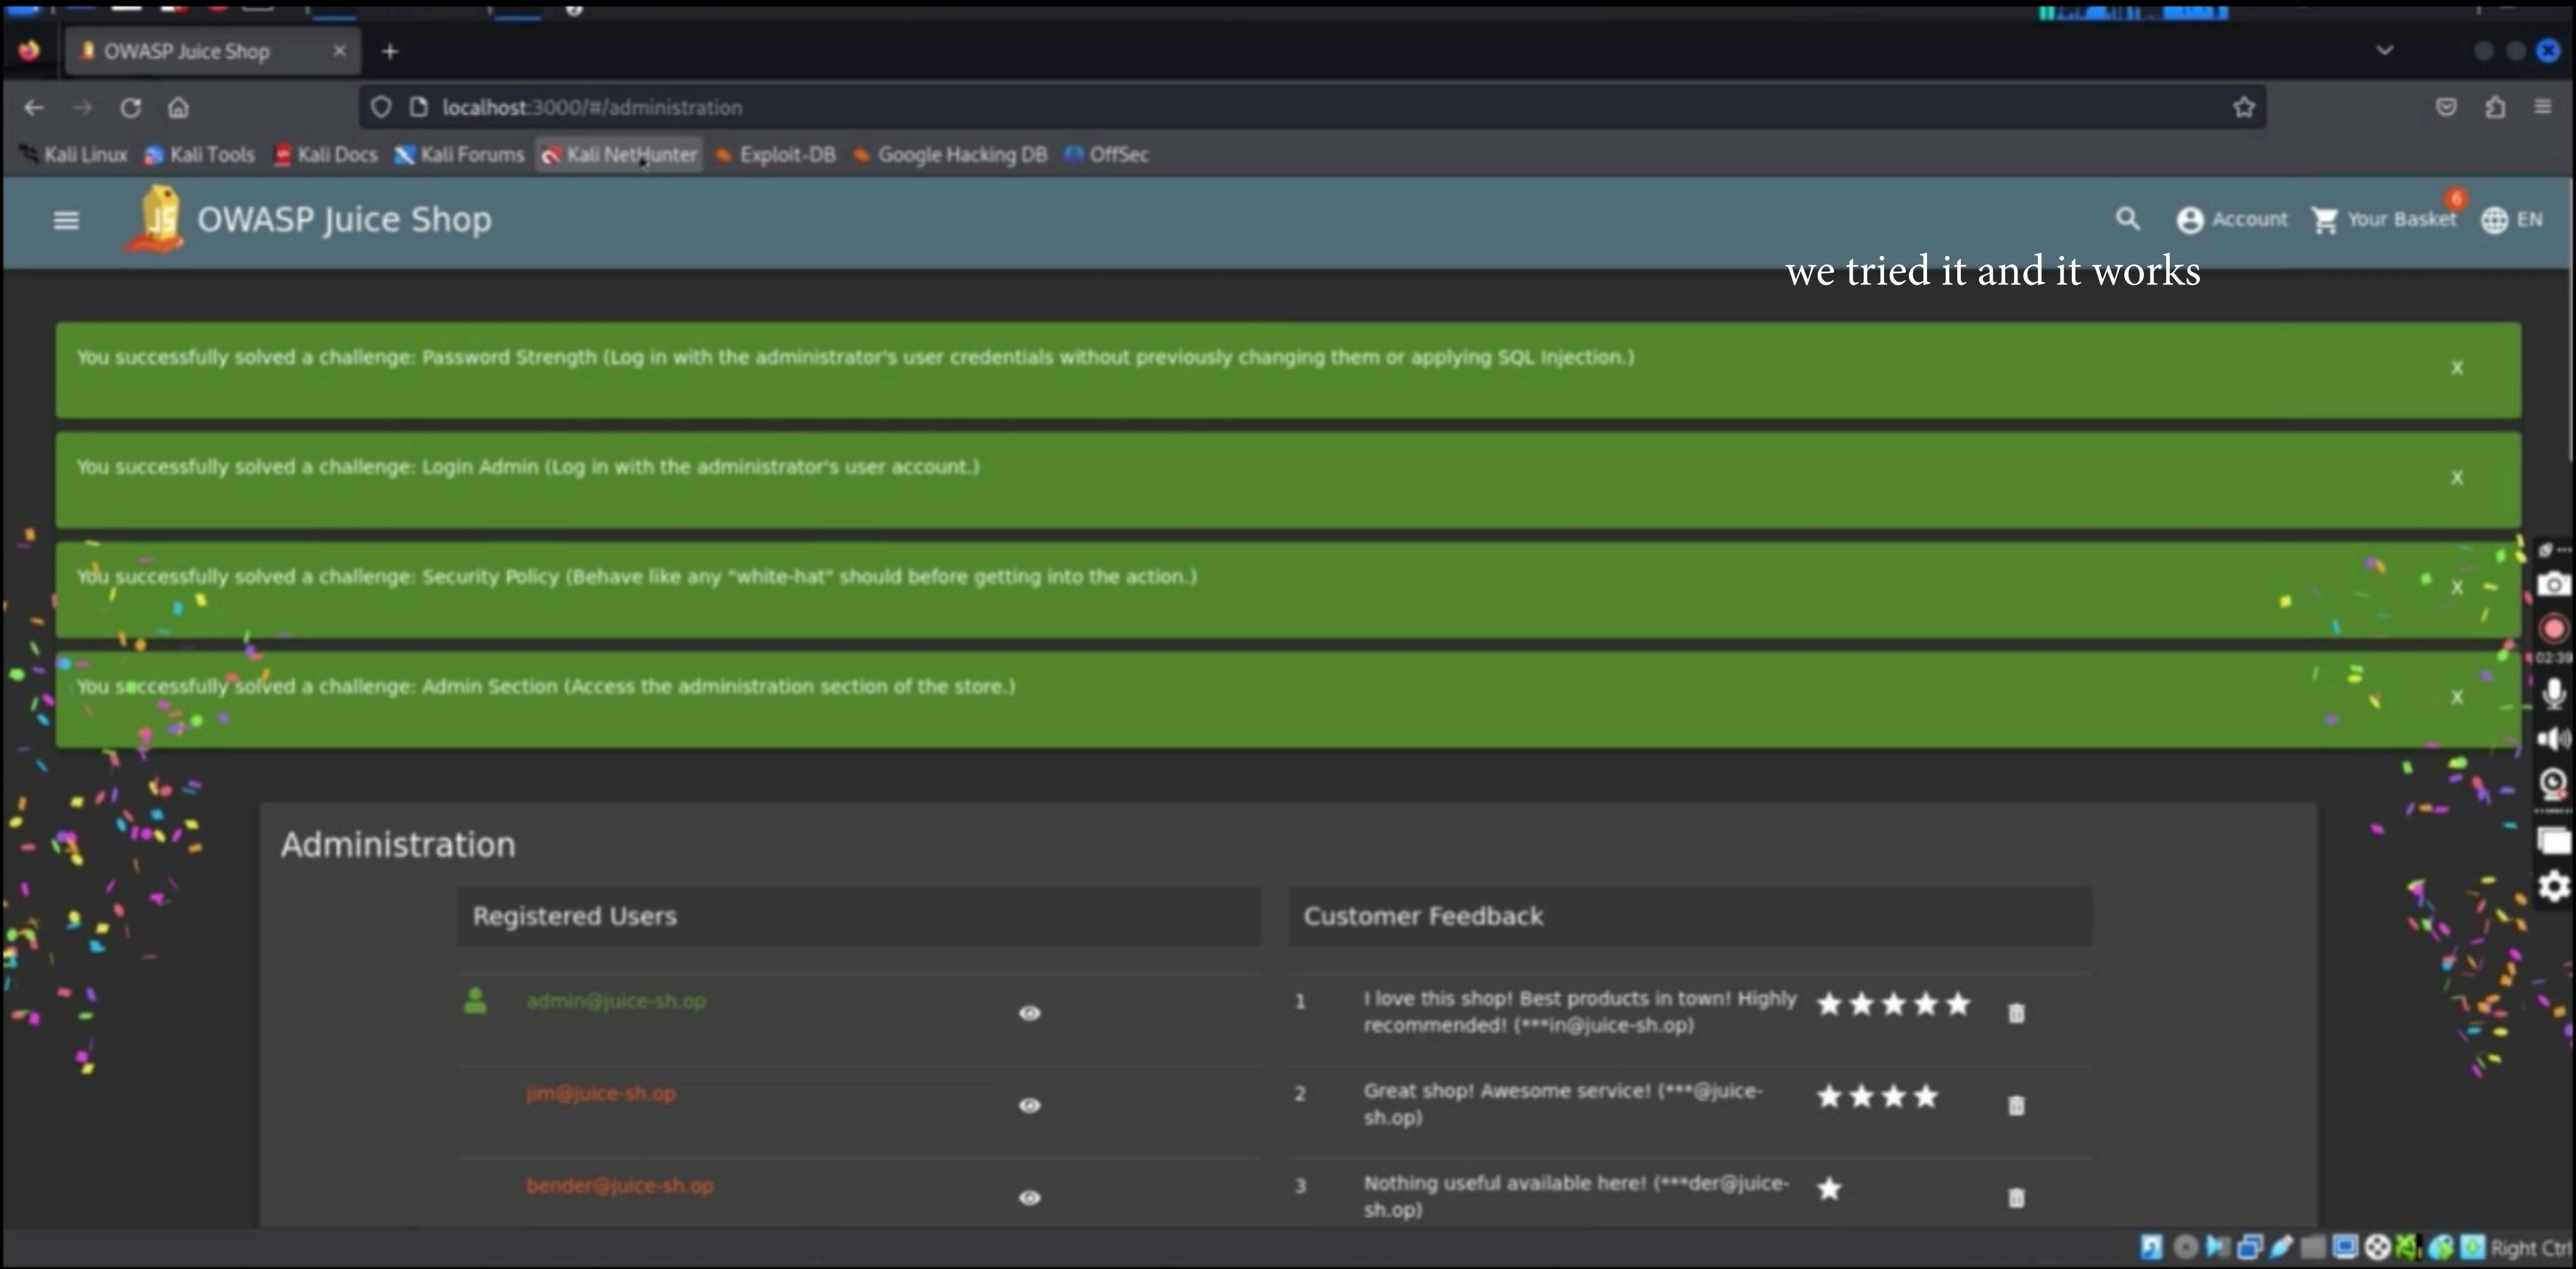 OWASP Juice Shop
localhost:3000/#/administration
Kali Linux Kali Tools Kali Docs Kali Forums Kali NetHunter Exploit-DB Google Hacking DB OffSec
JS OWASP Juice Shop Account Your Basket 6 EN
we tried it and it works
You successfully solved a challenge: Password Strength (Log in with the administrator's user credentials without previously changing them or applying SQL Injection.) X
You successfully solved a challenge: Login Admin (Log in with the administrator's user account.) X
You successfully solved a challenge: Security Policy (Behave like any "white-hat" should before getting into the action.) X
You successfully solved a challenge: Admin Section (Access the administration section of the store.) X
02:39
Administration
Registered Users
admin@juice-sh.op
jim@juice-sh.op
bender@juice-sh.op
Customer Feedback
1 I love this shop! Best products in town! Highly
recommended! (***in@juice-sh.op)
2 Great shop! Awesome service! (***@juice-
sh.op)
3 Nothing useful available here! (***der@juice-
sh.op)
Right Ctrl